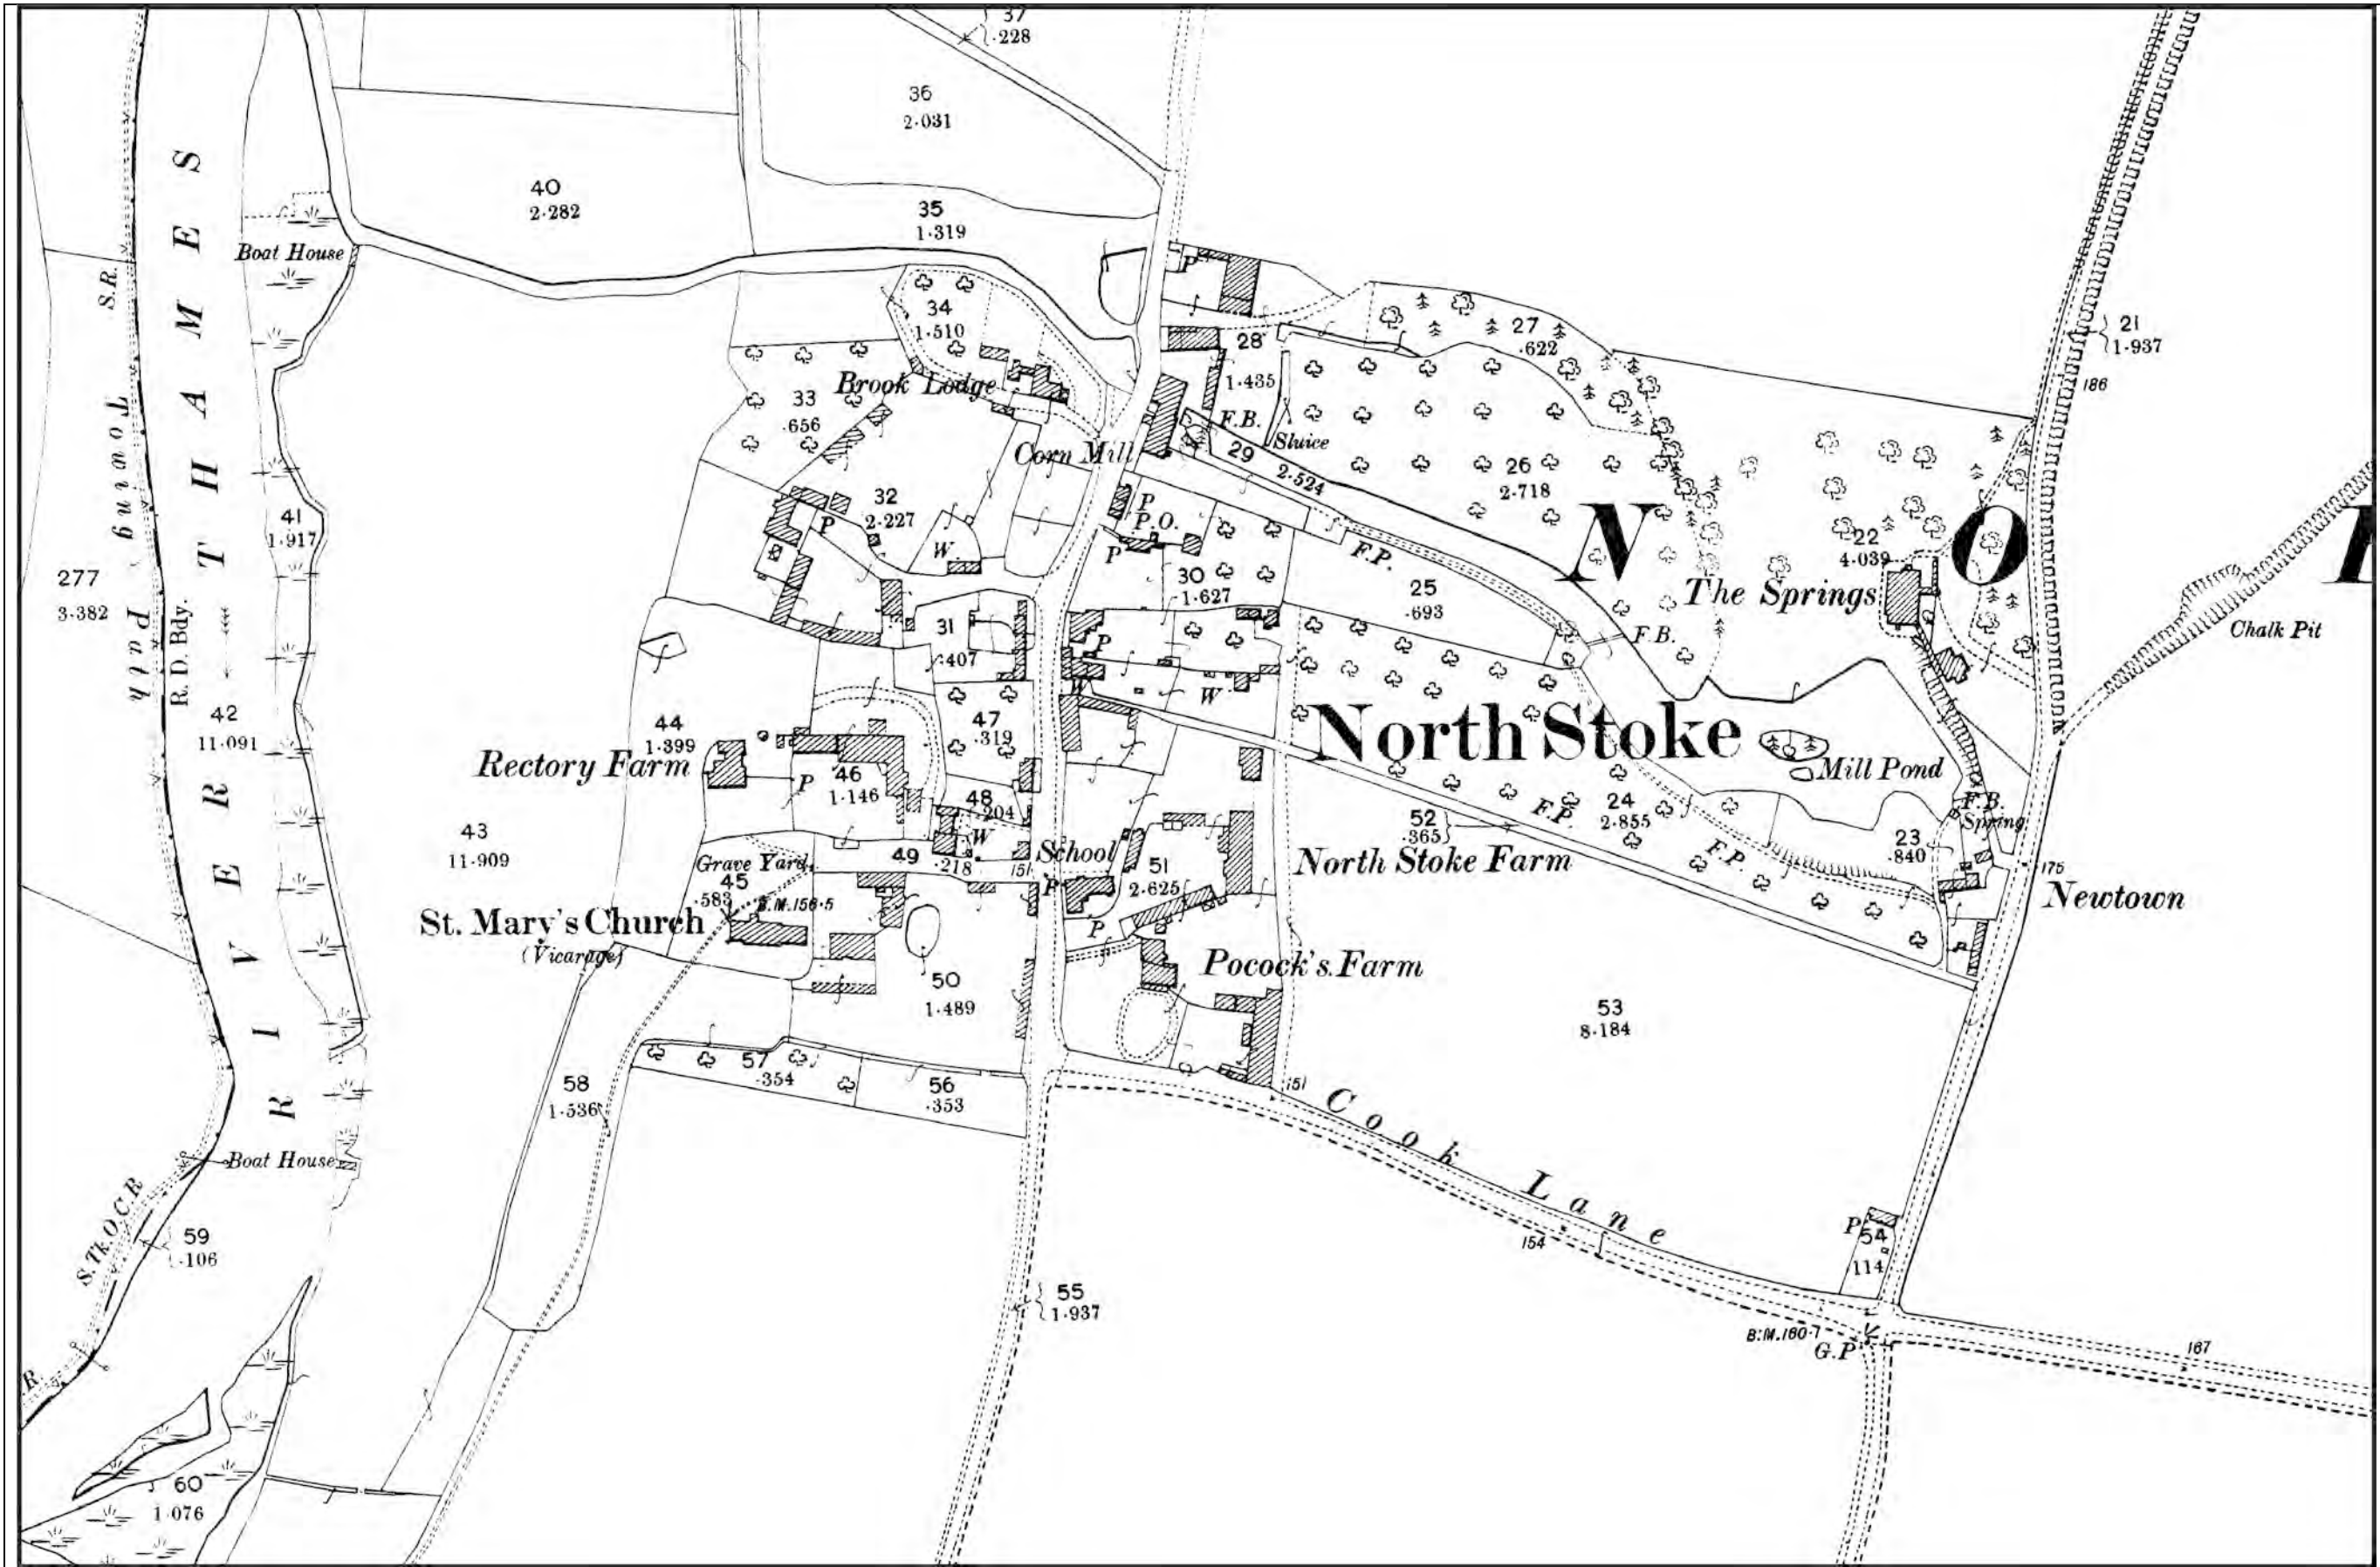 37
.228
36
2.031
40
2.282
35
1.319
Boat House
S.R.
Towing Path
RIVER THAMES
R.D. Bdy.
34
1.510
Brook Lodge
33
.656
P
28
1.435
27
.622
21
1.937
186
F.B.
Sluice
29
2.524
26
2.718
Corn Mill
32
2.227
W
P
P
P.O.
P
F.P.
30
1.627
25
.693
F.B.
22
4.039
The Springs
N O
Chalk Pit
41
1.917
277
3.382
31
.407
P
W
W
42
11.091
44
1.399
47
.319
North Stoke
Mill Pond
Rectory Farm
46
1.146
P
48
.204
W
F.P.
24
2.855
F.B.
Spring
43
11.909
Grave Yard
49
.218
151
School
P
51
2.625
North Stoke Farm
52
.365
F.P.
23
.840
175
Newtown
45
.583
B.M.156.5
St. Mary's Church
(Vicarage)
P
Pocock's Farm
P
50
1.489
53
8.184
57
.354
56
.353
58
1.536
151
Cook Lane
Boat House
S.Tk.O.C.R
59
.106
55
1.937
154
P
54
.114
B.M.160.7
G.P
167
R.
60
1.076